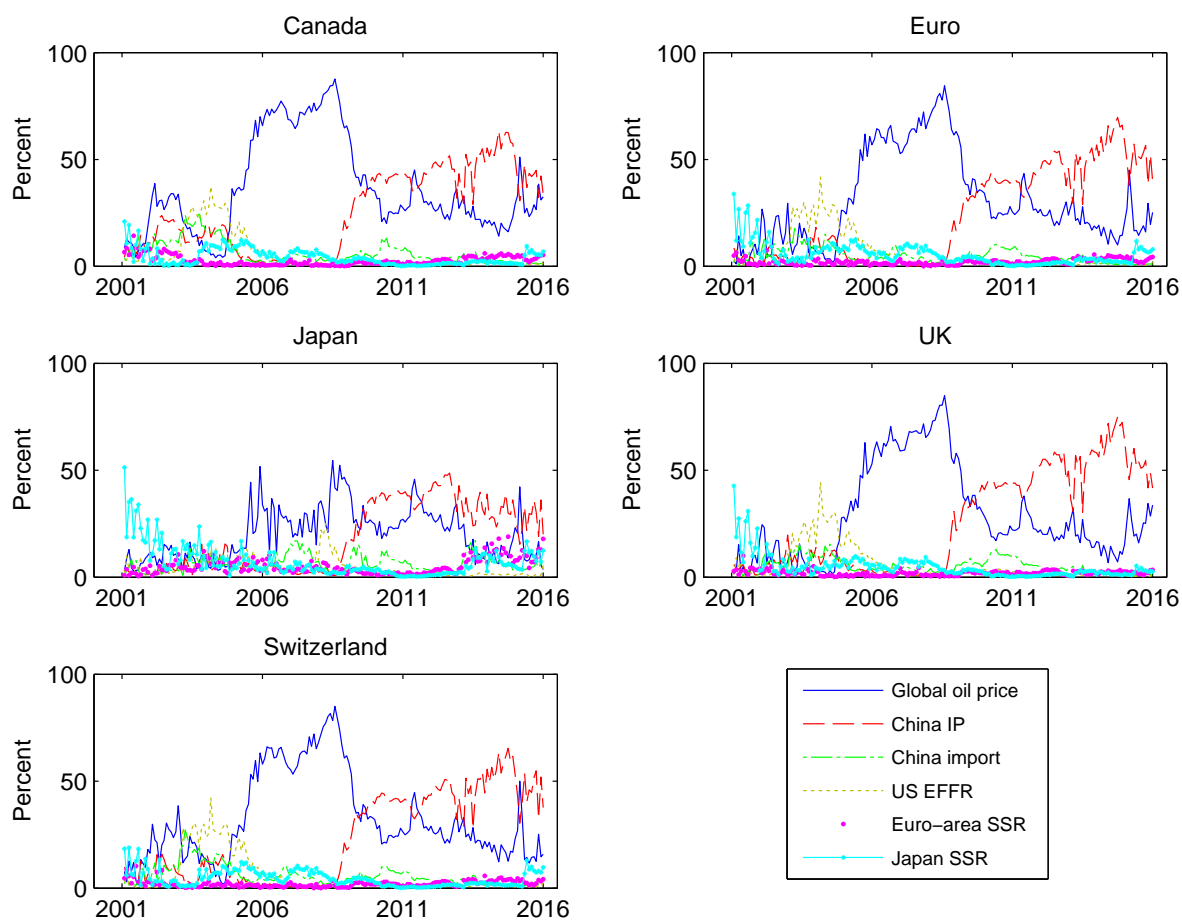 Canada
100
50
0
Percent
2001 2006 2011 2016
Euro
100
50
0
Percent
2001 2006 2011 2016
Japan
100
50
0
Percent
2001 2006 2011 2016
UK
100
50
0
Percent
2001 2006 2011 2016
Switzerland
100
50
0
Percent
2001 2006 2011 2016
Global oil price
China IP
China import
US EFFR
Euro−area SSR
Japan SSR